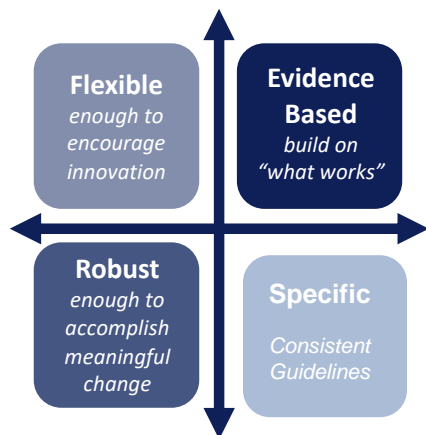 Flexible
enough to
encourage
innovation
Evidence
Based
build on
“what works”
Robust
enough to
accomplish
meaningful
change
Specific
Consistent
Guidelines